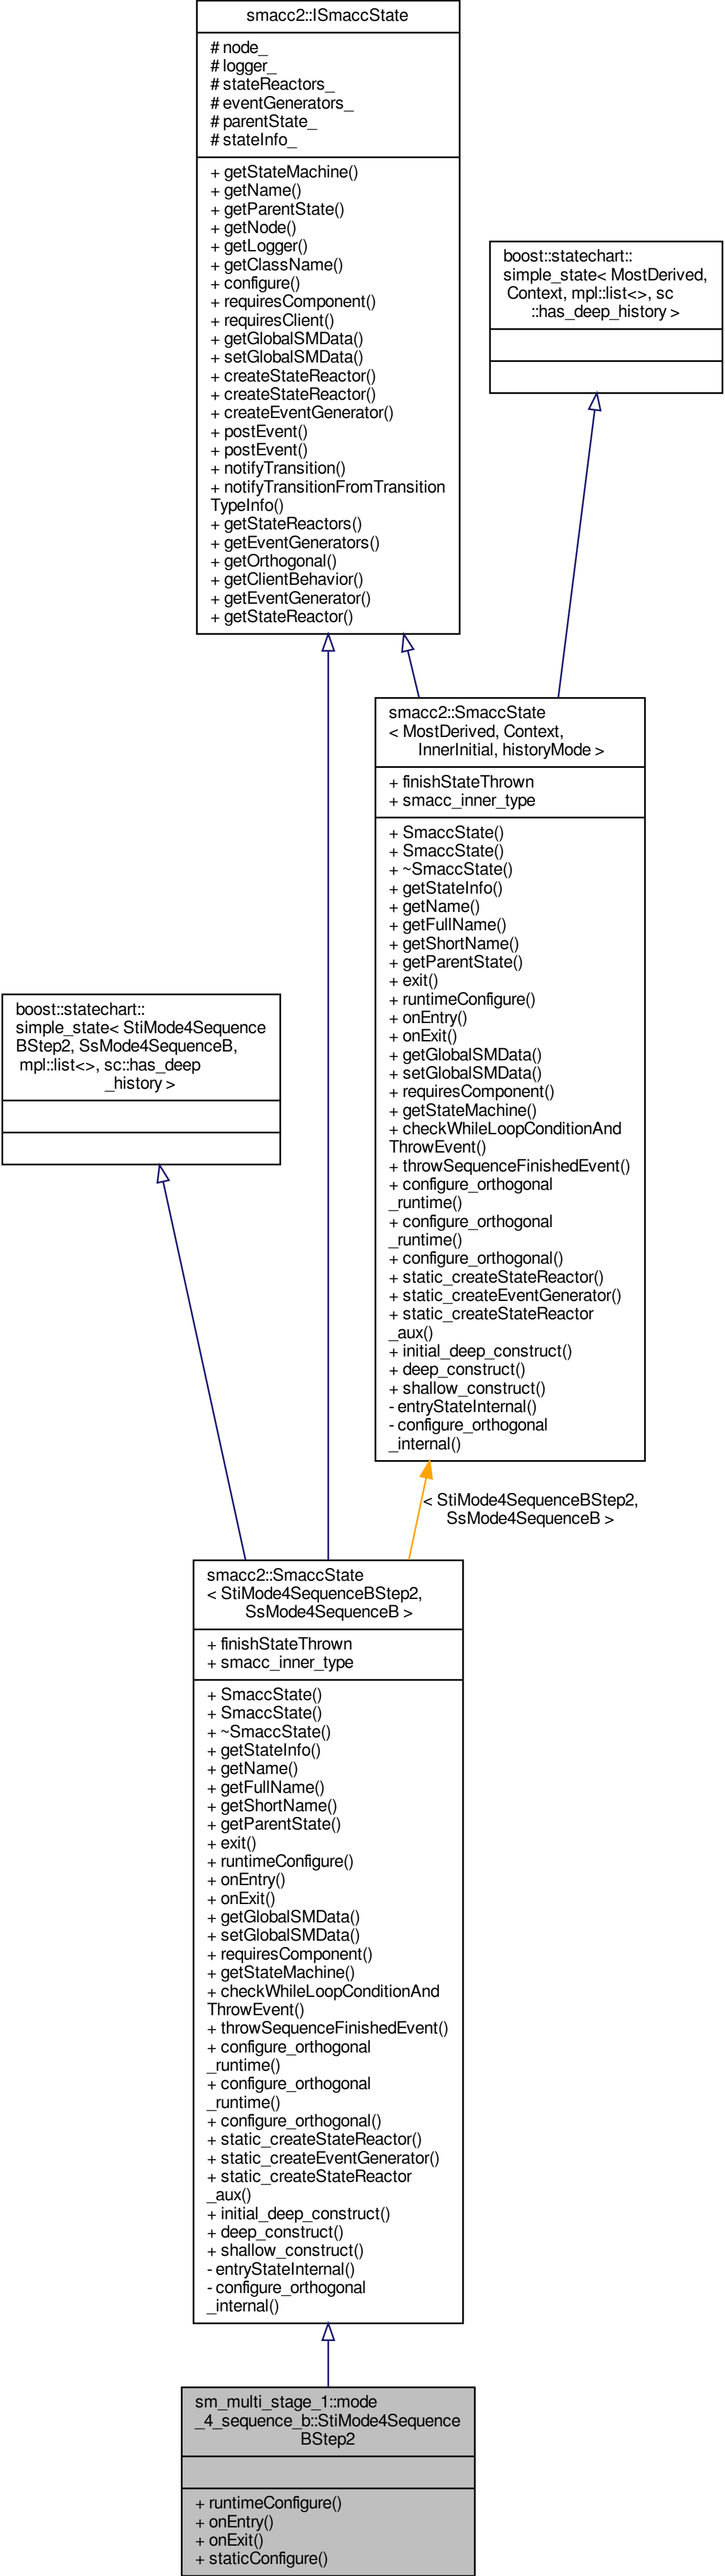 smacc2::ISmaccState
# node_
# logger_
# stateReactors_
# eventGenerators_
# parentState_
# stateInfo_
+ getStateMachine()
+ getName()
+ getParentState()
+ getNode()
+ getLogger()
+ getClassName()
+ configure()
+ requiresComponent()
+ requiresClient()
+ getGlobalSMData()
+ setGlobalSMData()
+ createStateReactor()
+ createStateReactor()
+ createEventGenerator()
+ postEvent()
+ postEvent()
+ notifyTransition()
+ notifyTransitionFromTransition
TypeInfo()
+ getStateReactors()
+ getEventGenerators()
+ getOrthogonal()
+ getClientBehavior()
+ getEventGenerator()
+ getStateReactor()
boost::statechart::
simple_state< MostDerived,
Context, mpl::list<>, sc
::has_deep_history >
smacc2::SmaccState
< MostDerived, Context,
InnerInitial, historyMode >
+ finishStateThrown
+ smacc_inner_type
+ SmaccState()
+ SmaccState()
+ ~SmaccState()
+ getStateInfo()
+ getName()
+ getFullName()
+ getShortName()
+ getParentState()
+ exit()
+ runtimeConfigure()
+ onEntry()
+ onExit()
+ getGlobalSMData()
+ setGlobalSMData()
+ requiresComponent()
+ getStateMachine()
+ checkWhileLoopConditionAnd
ThrowEvent()
+ throwSequenceFinishedEvent()
+ configure_orthogonal
_runtime()
+ configure_orthogonal
_runtime()
+ configure_orthogonal()
+ static_createStateReactor()
+ static_createEventGenerator()
+ static_createStateReactor
_aux()
+ initial_deep_construct()
+ deep_construct()
+ shallow_construct()
- entryStateInternal()
- configure_orthogonal
_internal()
boost::statechart::
simple_state< StiMode4Sequence
BStep2, SsMode4SequenceB,
mpl::list<>, sc::has_deep
_history >
< StiMode4SequenceBStep2,
SsMode4SequenceB >
smacc2::SmaccState
< StiMode4SequenceBStep2,
SsMode4SequenceB >
+ finishStateThrown
+ smacc_inner_type
+ SmaccState()
+ SmaccState()
+ ~SmaccState()
+ getStateInfo()
+ getName()
+ getFullName()
+ getShortName()
+ getParentState()
+ exit()
+ runtimeConfigure()
+ onEntry()
+ onExit()
+ getGlobalSMData()
+ setGlobalSMData()
+ requiresComponent()
+ getStateMachine()
+ checkWhileLoopConditionAnd
ThrowEvent()
+ throwSequenceFinishedEvent()
+ configure_orthogonal
_runtime()
+ configure_orthogonal
_runtime()
+ configure_orthogonal()
+ static_createStateReactor()
+ static_createEventGenerator()
+ static_createStateReactor
_aux()
+ initial_deep_construct()
+ deep_construct()
+ shallow_construct()
- entryStateInternal()
- configure_orthogonal
_internal()
sm_multi_stage_1::mode
_4_sequence_b::StiMode4Sequence
BStep2
+ runtimeConfigure()
+ onEntry()
+ onExit()
+ staticConfigure()